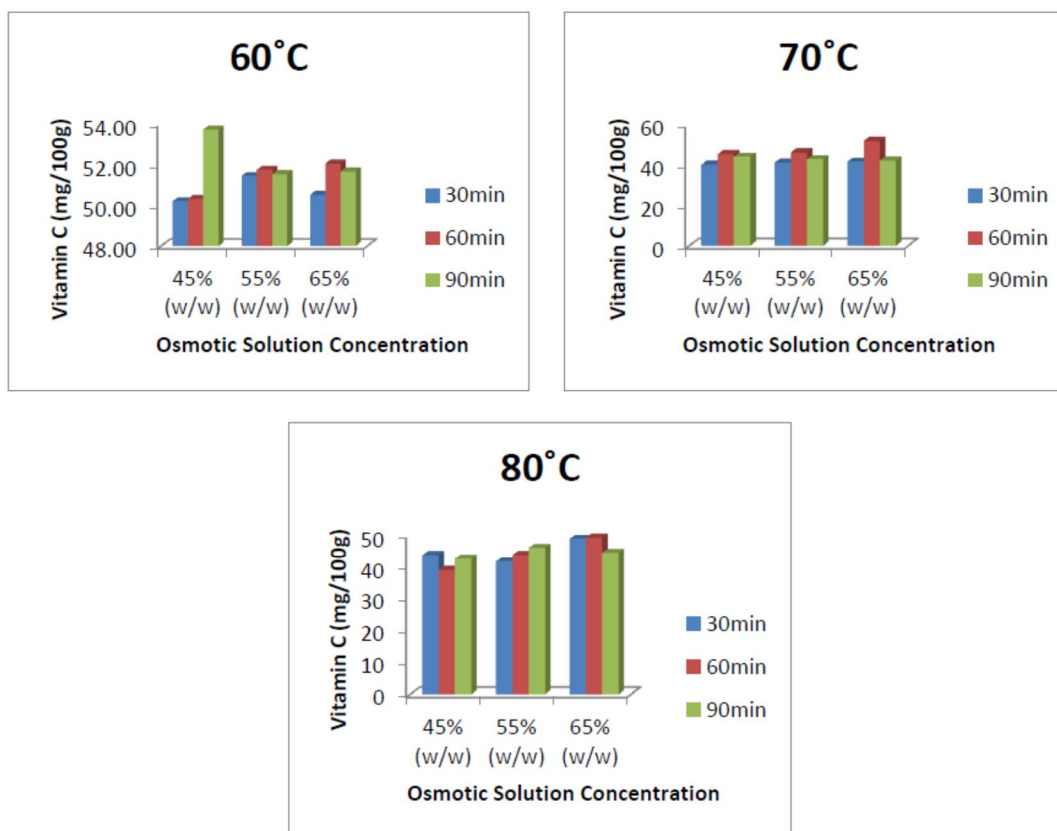 60˚C
Vitamin C (mg/100g)
54.00
52.00
50.00
48.00
45%
(w/w)
55%
(w/w)
65%
(w/w)
30min
60min
90min
Osmotic Solution Concentration
70˚C
Vitamin C (mg/100g)
60
40
20
0
45%
(w/w)
55%
(w/w)
65%
(w/w)
30min
60min
90min
Osmotic Solution Concentration
80˚C
Vitamin C (mg/100g)
50
40
30
20
10
0
45%
(w/w)
55%
(w/w)
65%
(w/w)
30min
60min
90min
Osmotic Solution Concentration